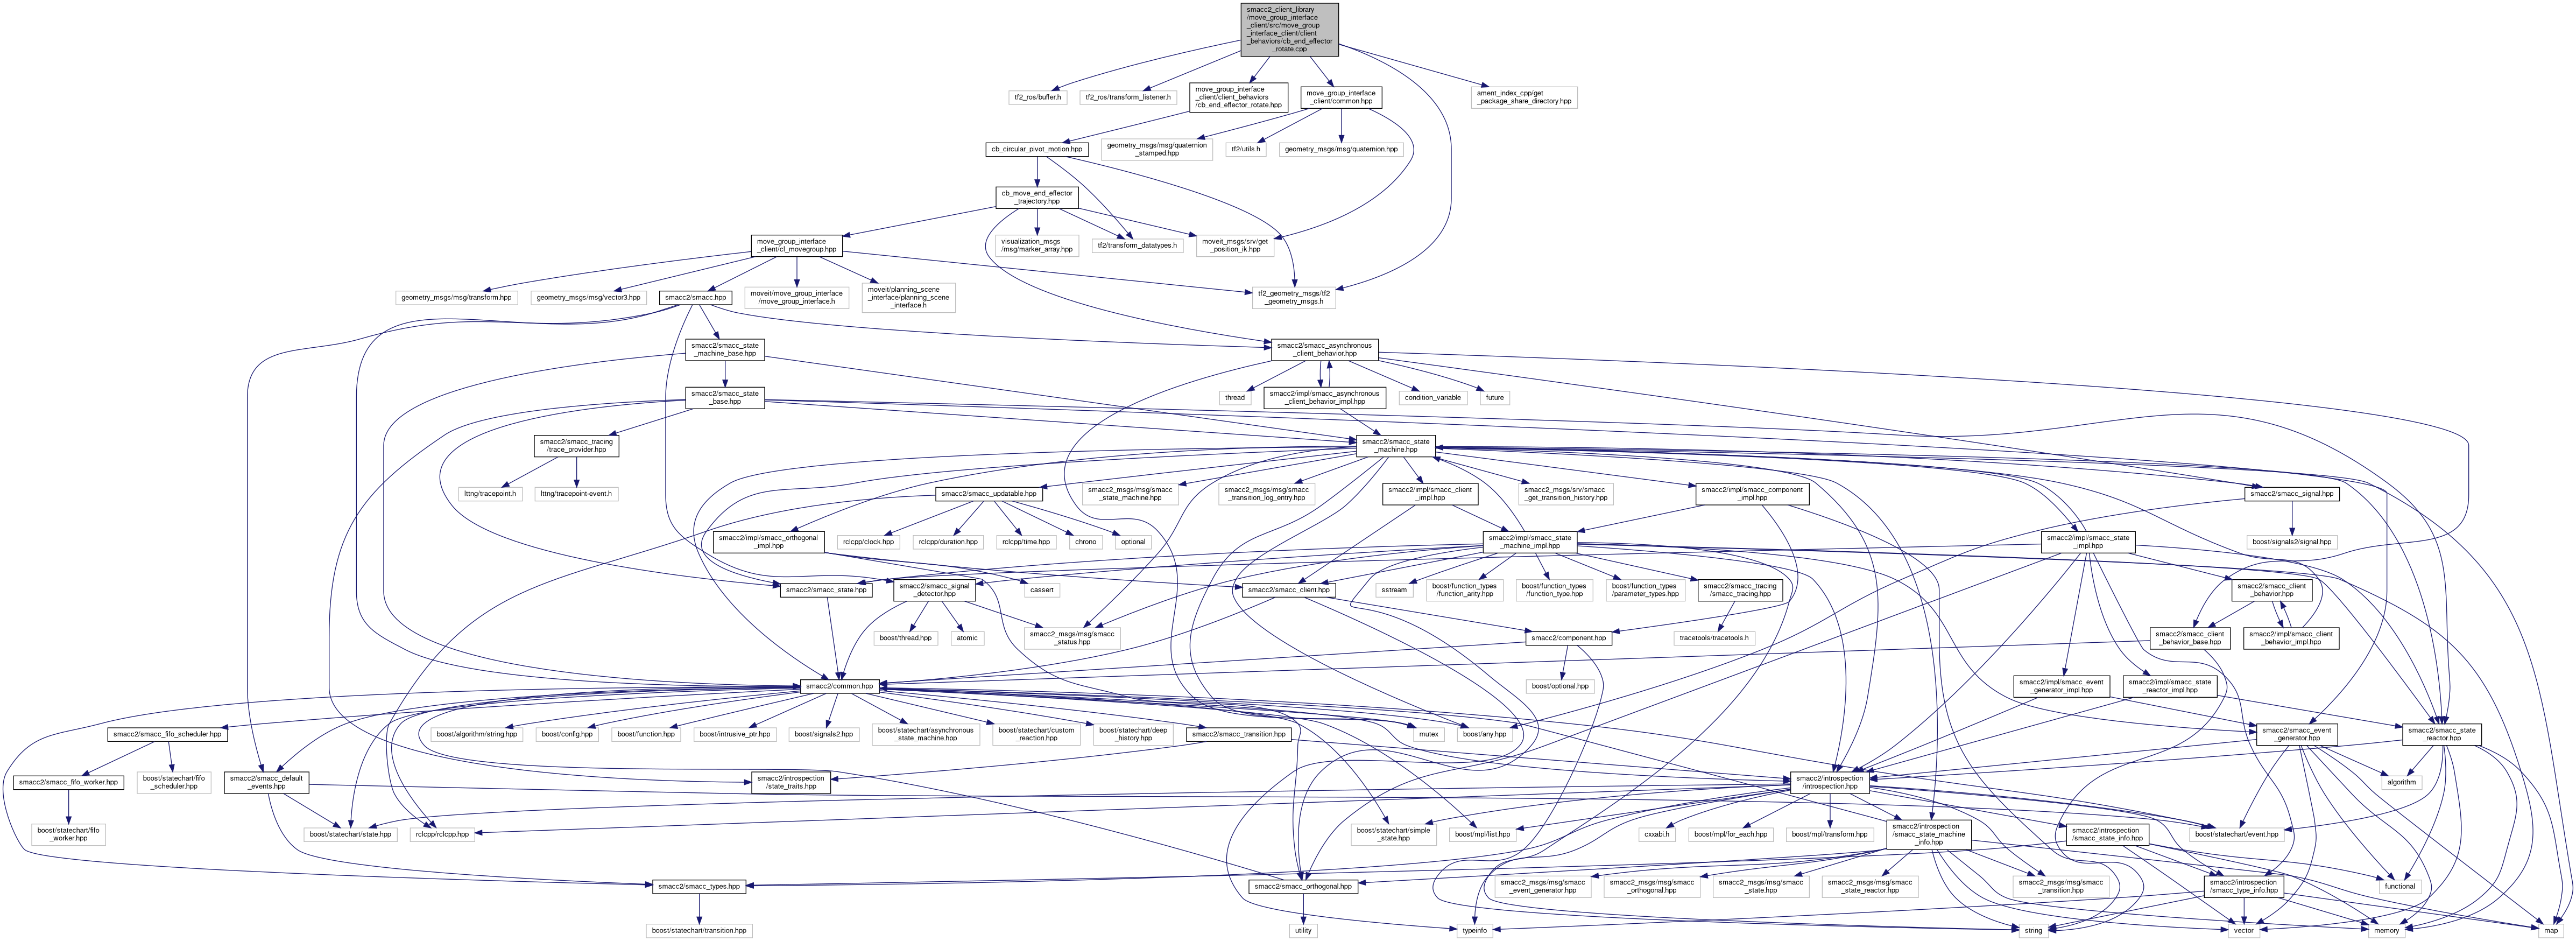 smacc2_client_library
/move_group_interface
_client/src/move_group
_interface_client/client
_behaviors/cb_end_effector
_rotate.cpp
tf2_ros/buffer.h
tf2_ros/transform_listener.h
move_group_interface
_client/client_behaviors
/cb_end_effector_rotate.hpp
move_group_interface
_client/common.hpp
ament_index_cpp/get
_package_share_directory.hpp
cb_circular_pivot_motion.hpp
geometry_msgs/msg/quaternion
_stamped.hpp
tf2/utils.h
geometry_msgs/msg/quaternion.hpp
cb_move_end_effector
_trajectory.hpp
move_group_interface
_client/cl_movegroup.hpp
visualization_msgs
/msg/marker_array.hpp
tf2/transform_datatypes.h
moveit_msgs/srv/get
_position_ik.hpp
geometry_msgs/msg/transform.hpp
geometry_msgs/msg/vector3.hpp
smacc2/smacc.hpp
moveit/move_group_interface
/move_group_interface.h
moveit/planning_scene
_interface/planning_scene
_interface.h
tf2_geometry_msgs/tf2
_geometry_msgs.h
smacc2/smacc_state
_machine_base.hpp
smacc2/smacc_asynchronous
_client_behavior.hpp
smacc2/smacc_state
_base.hpp
thread
smacc2/impl/smacc_asynchronous
_client_behavior_impl.hpp
condition_variable
future
smacc2/smacc_tracing
/trace_provider.hpp
smacc2/smacc_state
_machine.hpp
lttng/tracepoint.h
lttng/tracepoint-event.h
smacc2/smacc_updatable.hpp
smacc2_msgs/msg/smacc
_state_machine.hpp
smacc2_msgs/msg/smacc
_transition_log_entry.hpp
smacc2/impl/smacc_client
_impl.hpp
smacc2_msgs/srv/smacc
_get_transition_history.hpp
smacc2/impl/smacc_component
_impl.hpp
smacc2/smacc_signal.hpp
smacc2/impl/smacc_orthogonal
_impl.hpp
rclcpp/clock.hpp
rclcpp/duration.hpp
rclcpp/time.hpp
chrono
optional
smacc2/impl/smacc_state
_machine_impl.hpp
smacc2/impl/smacc_state
_impl.hpp
boost/signals2/signal.hpp
smacc2/smacc_state.hpp
smacc2/smacc_signal
_detector.hpp
cassert
smacc2/smacc_client.hpp
sstream
boost/function_types
/function_arity.hpp
boost/function_types
/function_type.hpp
boost/function_types
/parameter_types.hpp
smacc2/smacc_tracing
/smacc_tracing.hpp
smacc2/smacc_client
_behavior.hpp
boost/thread.hpp
atomic
smacc2_msgs/msg/smacc
_status.hpp
smacc2/component.hpp
tracetools/tracetools.h
smacc2/smacc_client
_behavior_base.hpp
smacc2/impl/smacc_client
_behavior_impl.hpp
smacc2/common.hpp
boost/optional.hpp
smacc2/impl/smacc_event
_generator_impl.hpp
smacc2/impl/smacc_state
_reactor_impl.hpp
smacc2/smacc_fifo_scheduler.hpp
boost/algorithm/string.hpp
boost/config.hpp
boost/function.hpp
boost/intrusive_ptr.hpp
boost/signals2.hpp
boost/statechart/asynchronous
_state_machine.hpp
boost/statechart/custom
_reaction.hpp
boost/statechart/deep
_history.hpp
smacc2/smacc_transition.hpp
mutex
boost/any.hpp
smacc2/smacc_event
_generator.hpp
smacc2/smacc_state
_reactor.hpp
smacc2/smacc_fifo_worker.hpp
boost/statechart/fifo
_scheduler.hpp
smacc2/smacc_default
_events.hpp
smacc2/introspection
/state_traits.hpp
smacc2/introspection
/introspection.hpp
algorithm
boost/statechart/fifo
_worker.hpp
boost/statechart/state.hpp
rclcpp/rclcpp.hpp
boost/statechart/simple
_state.hpp
boost/mpl/list.hpp
cxxabi.h
boost/mpl/for_each.hpp
boost/mpl/transform.hpp
smacc2/introspection
/smacc_state_machine
_info.hpp
smacc2/introspection
/smacc_state_info.hpp
boost/statechart/event.hpp
smacc2/smacc_types.hpp
smacc2/smacc_orthogonal.hpp
smacc2_msgs/msg/smacc
_event_generator.hpp
smacc2_msgs/msg/smacc
_orthogonal.hpp
smacc2_msgs/msg/smacc
_state.hpp
smacc2_msgs/msg/smacc
_state_reactor.hpp
smacc2_msgs/msg/smacc
_transition.hpp
smacc2/introspection
/smacc_type_info.hpp
functional
boost/statechart/transition.hpp
utility
typeinfo
string
vector
memory
map